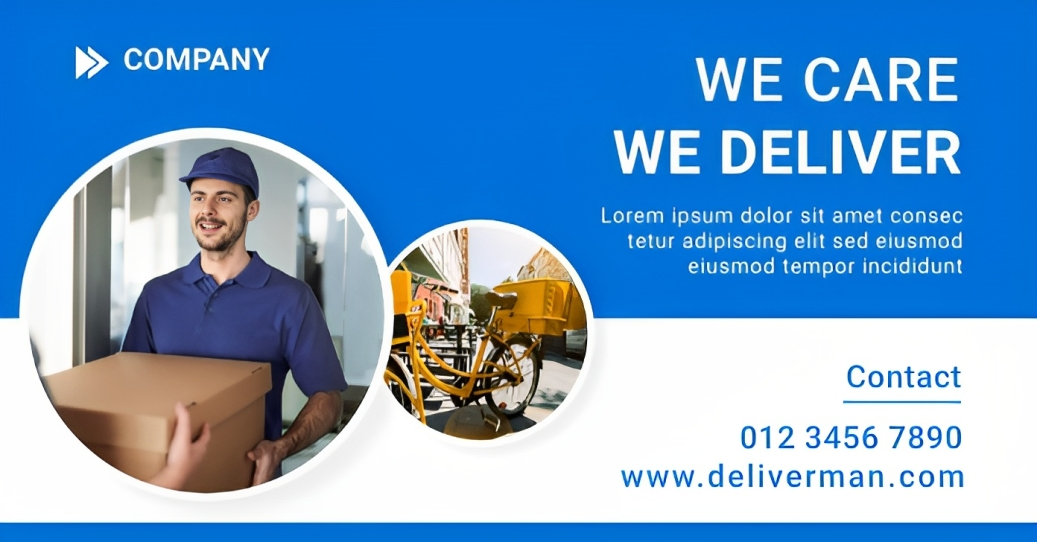 COMPANY
WE CARE
WE DELIVER
Lorem ipsum dolor sit amet consec
tetur adipiscing elit sed eiusmod
eiusmod tempor incididunt
Contact
012 3456 7890
www.deliverman.com